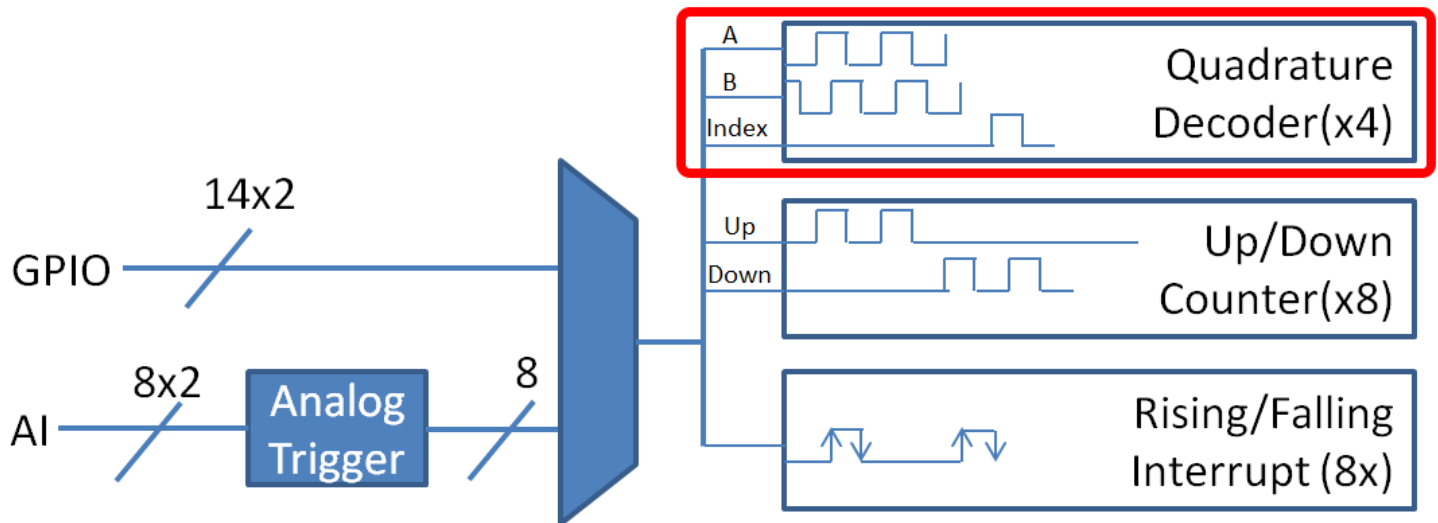 GPIO
14x2
AI
8x2
Analog
Trigger
8
A
B
Index
Quadrature
Decoder(x4)
Up
Down
Up/Down
Counter(x8)
Rising/Falling
Interrupt (8x)